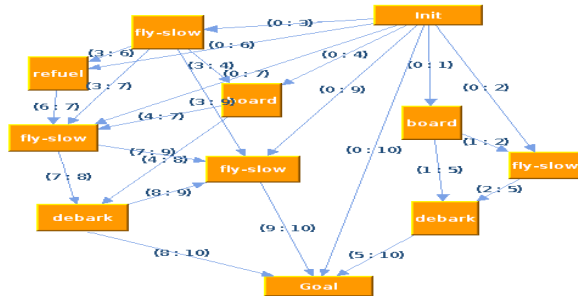 Init
fly-slow
{0 : 3}
{3 : 6}
{0 : 6}
refuel
{3 : 4}
{0 : 4}
{0 : 1}
{3 : 7}
{0 : 7}
{0 : 9}
{0 : 2}
board
{3 : 9}
{6 : 7}
{4 : 7}
board
fly-slow
{1 : 2}
{7 : 9}
{4 : 8}
fly-slow
fly-slow
{7 : 8}
{1 : 5}
{2 : 5}
{8 : 9}
debark
debark
{0 : 10}
{9 : 10}
{8 : 10}
{5 : 10}
Goal